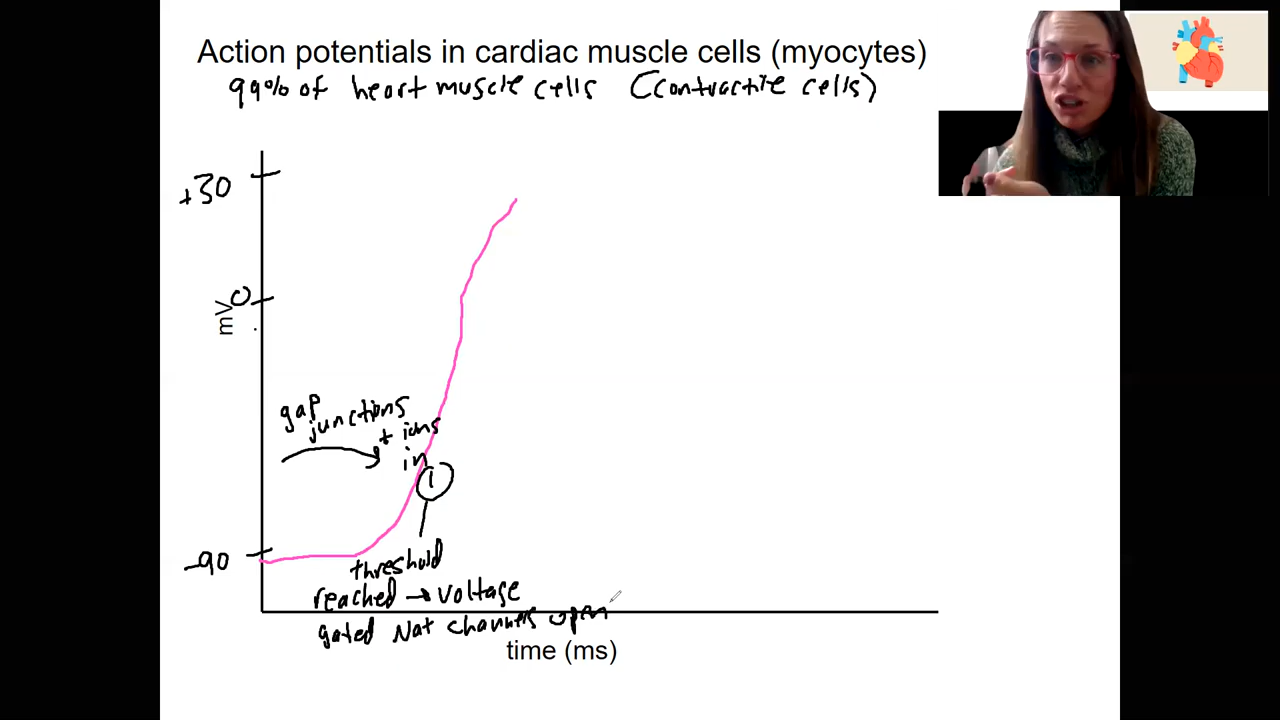 Action potentials in cardiac muscle cells (myocytes)
99% of heart muscle cells (contractile cells)
+30
0
mV
gap
junctions
+ ions
in
1
-90
threshold
reached → voltage
gated Na+ channels open
time (ms)